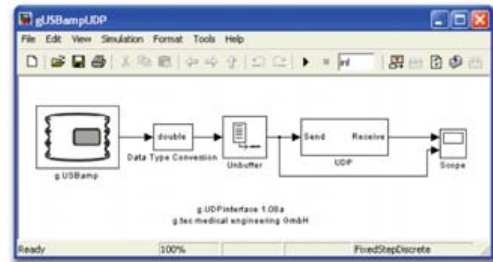 gUSBampUDP
File Edit View Simulation Format Tools Help
inf
double
Send Receive
g.USBamp
Data Type Conversion
Unbuffer
UDP
Scope
g.UDPinterface 1.08a
g.tec medical engineering GmbH
Ready 100% FixedStepDiscrete